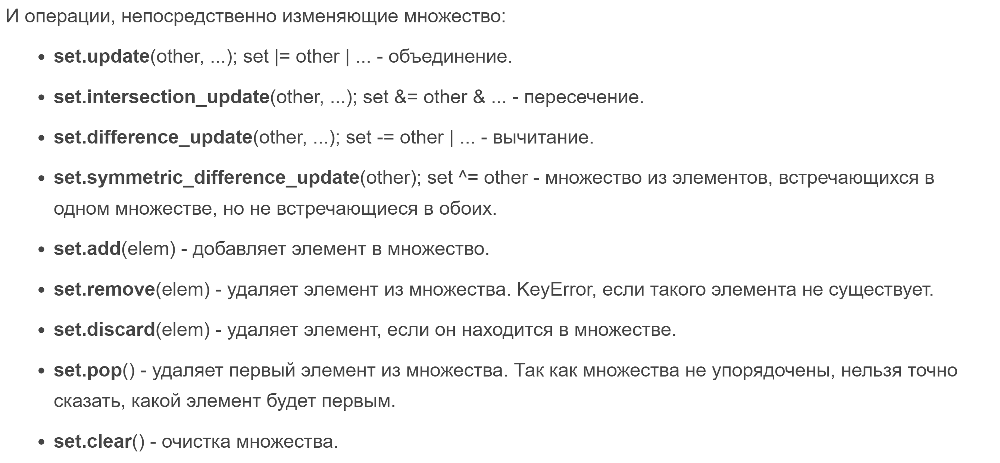 И операции, непосредственно изменяющие множество:
• set.update(other, ...); set |= other | ... - объединение.
• set.intersection_update(other, ...); set &= other & ... - пересечение.
• set.difference_update(other, ...); set -= other | ... - вычитание.
• set.symmetric_difference_update(other); set ^= other - множество из элементов, встречающихся в
одном множестве, но не встречающиеся в обоих.
• set.add(elem) - добавляет элемент в множество.
• set.remove(elem) - удаляет элемент из множества. KeyError, если такого элемента не существует.
• set.discard(elem) - удаляет элемент, если он находится в множестве.
• set.pop() - удаляет первый элемент из множества. Так как множества не упорядочены, нельзя точно
сказать, какой элемент будет первым.
• set.clear() - очистка множества.